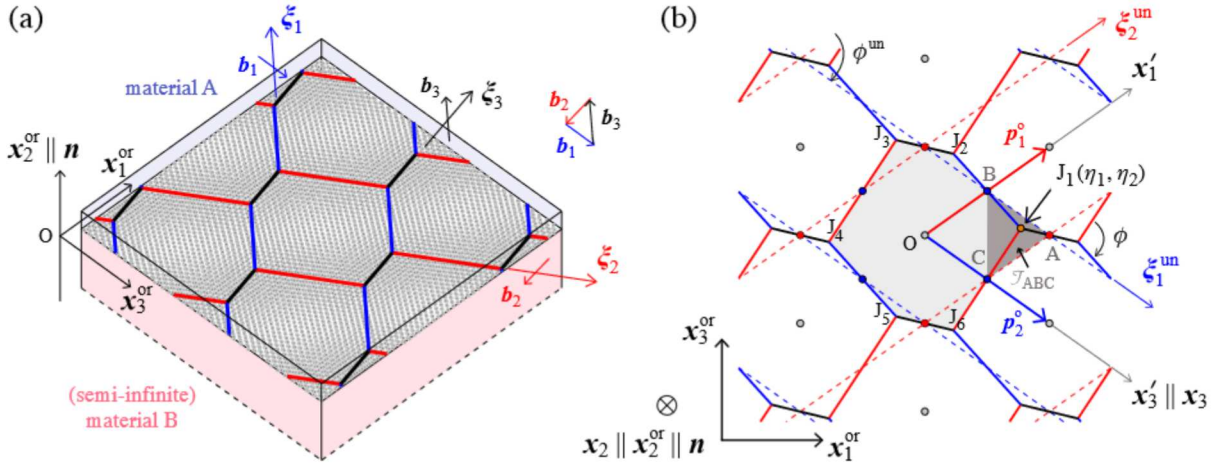 (a)
ξ₁
b₁
material A
b₃
ξ₃
b₂
b₃
b₁
x₂ᵒʳ || n
x₁ᵒʳ
O
x₃ᵒʳ
ξ₂
b₂
(semi-infinite)
material B
(b)
ϕᵘⁿ
ξ₂ᵘⁿ
x₁′
J₃
J₂
p₁°
B
J₁(η₁, η₂)
O
J₄
C
A
ϕ
𝒯ABC
ξ₁ᵘⁿ
J₅
J₆
p₂°
x₃ᵒʳ
x₃′ || x₃
⊗
x₂ || x₂ᵒʳ || n
x₁ᵒʳ